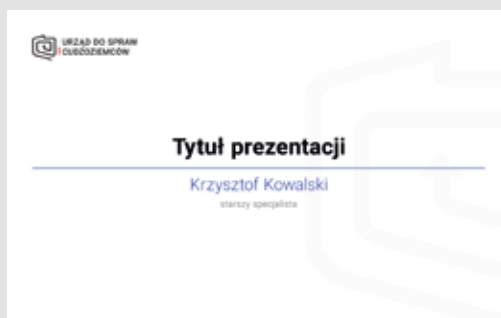 URZĄD DO SPRAW
CUDZOZIEMCÓW
Tytuł prezentacji
Krzysztof Kowalski
starszy specjalista